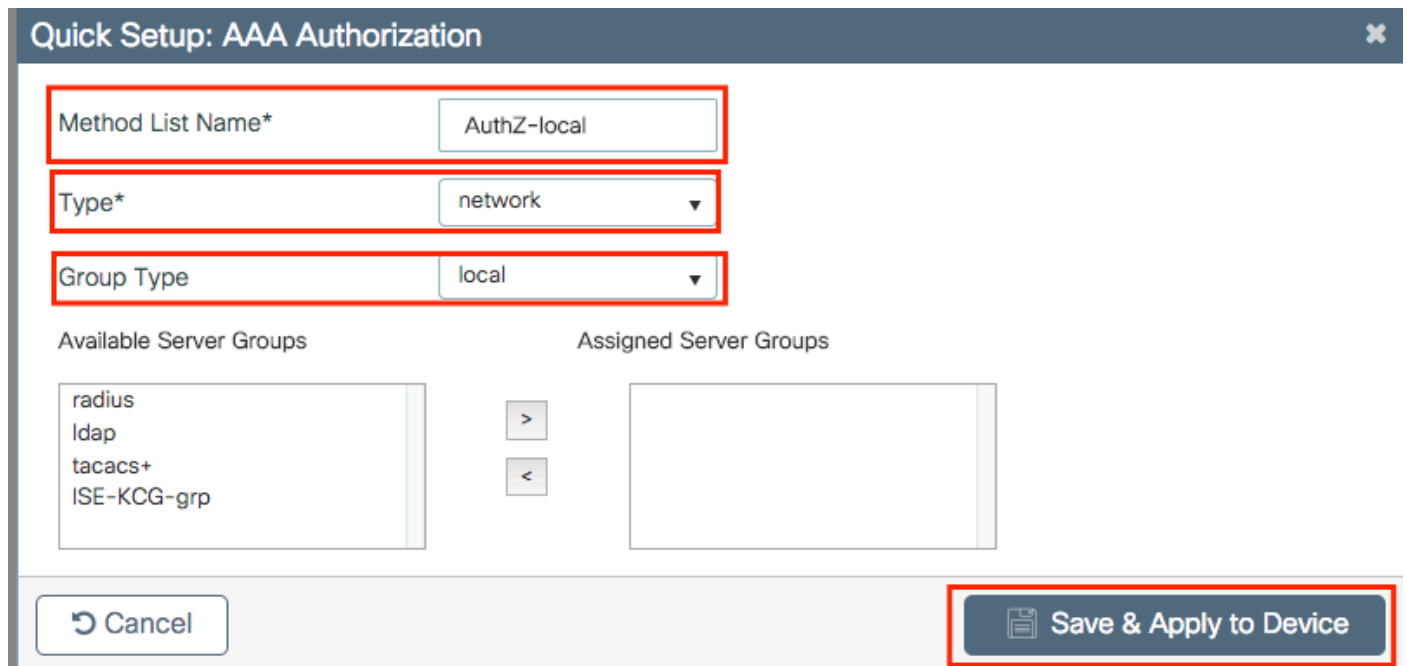 Quick Setup: AAA Authorization
Method List Name*
AuthZ-local
Type*
network
Group Type
local
Available Server Groups
Assigned Server Groups
radius
ldap
tacacs+
ISE-KCG-grp
>
<
Cancel
Save & Apply to Device